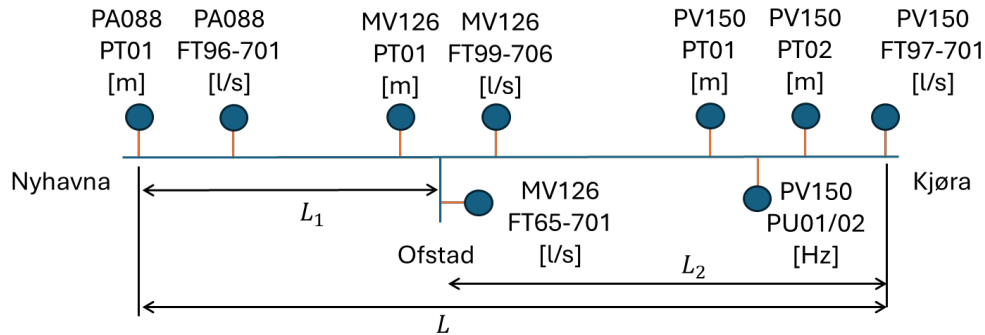 PA088
PT01
[m]
PA088
FT96-701
[l/s]
MV126
PT01
[m]
MV126
FT99-706
[l/s]
PV150
PT01
[m]
PV150
PT02
[m]
PV150
FT97-701
[l/s]
Nyhavna
Kjøra
L₁
MV126
FT65-701
[l/s]
PV150
PU01/02
[Hz]
Ofstad
L₂
L